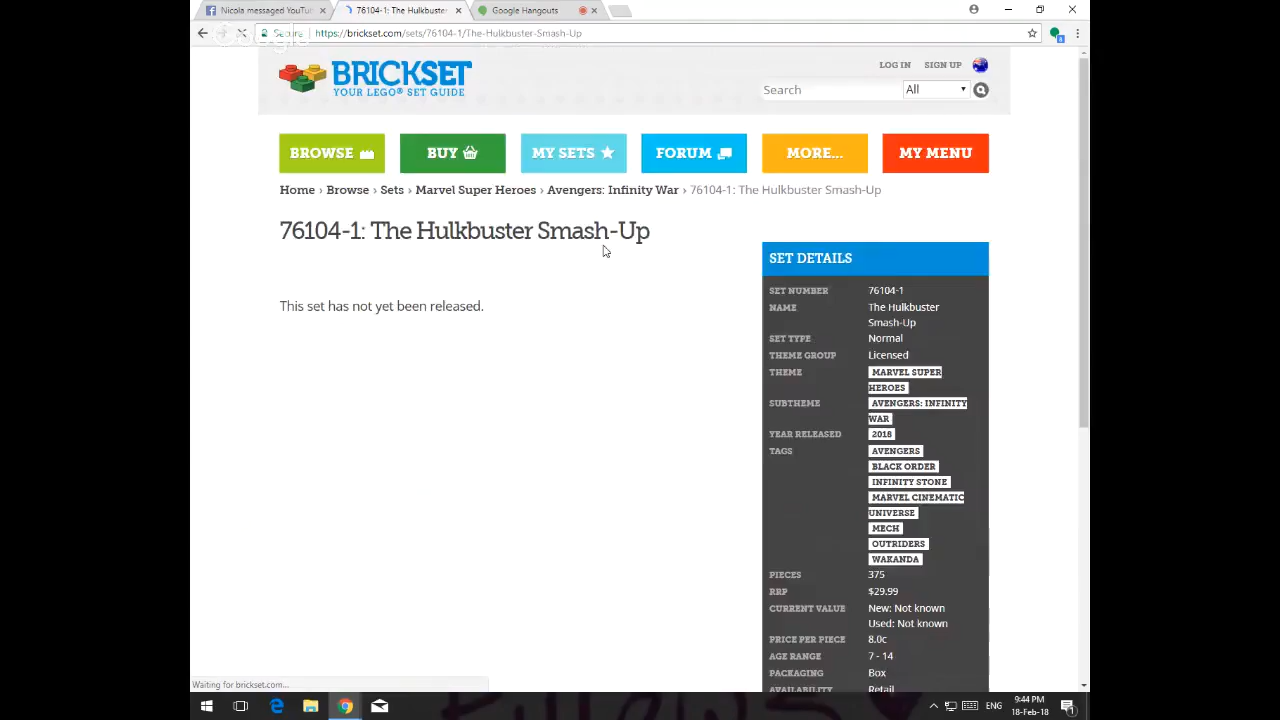 Nicola messaged YouTu
76104-1: The Hulkbuster
Google Hangouts
Secure
https://brickset.com/sets/76104-1/The-Hulkbuster-Smash-Up
BRICKSET
YOUR LEGO® SET GUIDE
LOG IN
SIGN UP
Search
All
BROWSE
BUY
MY SETS
FORUM
MORE...
MY MENU
Home › Browse › Sets › Marvel Super Heroes › Avengers: Infinity War › 76104-1: The Hulkbuster Smash-Up
76104-1: The Hulkbuster Smash-Up
This set has not yet been released.
SET DETAILS
SET NUMBER 76104-1
NAME The Hulkbuster
Smash-Up
SET TYPE Normal
THEME GROUP Licensed
THEME MARVEL SUPER
HEROES
SUBTHEME AVENGERS: INFINITY
WAR
YEAR RELEASED 2018
TAGS AVENGERS
BLACK ORDER
INFINITY STONE
MARVEL CINEMATIC
UNIVERSE
MECH
OUTRIDERS
WAKANDA
PIECES 375
RRP $29.99
CURRENT VALUE New: Not known
Used: Not known
PRICE PER PIECE 8.0c
AGE RANGE 7 - 14
PACKAGING Box
AVAILABILITY Retail
Waiting for brickset.com...
ENG
9:44 PM
18-Feb-18